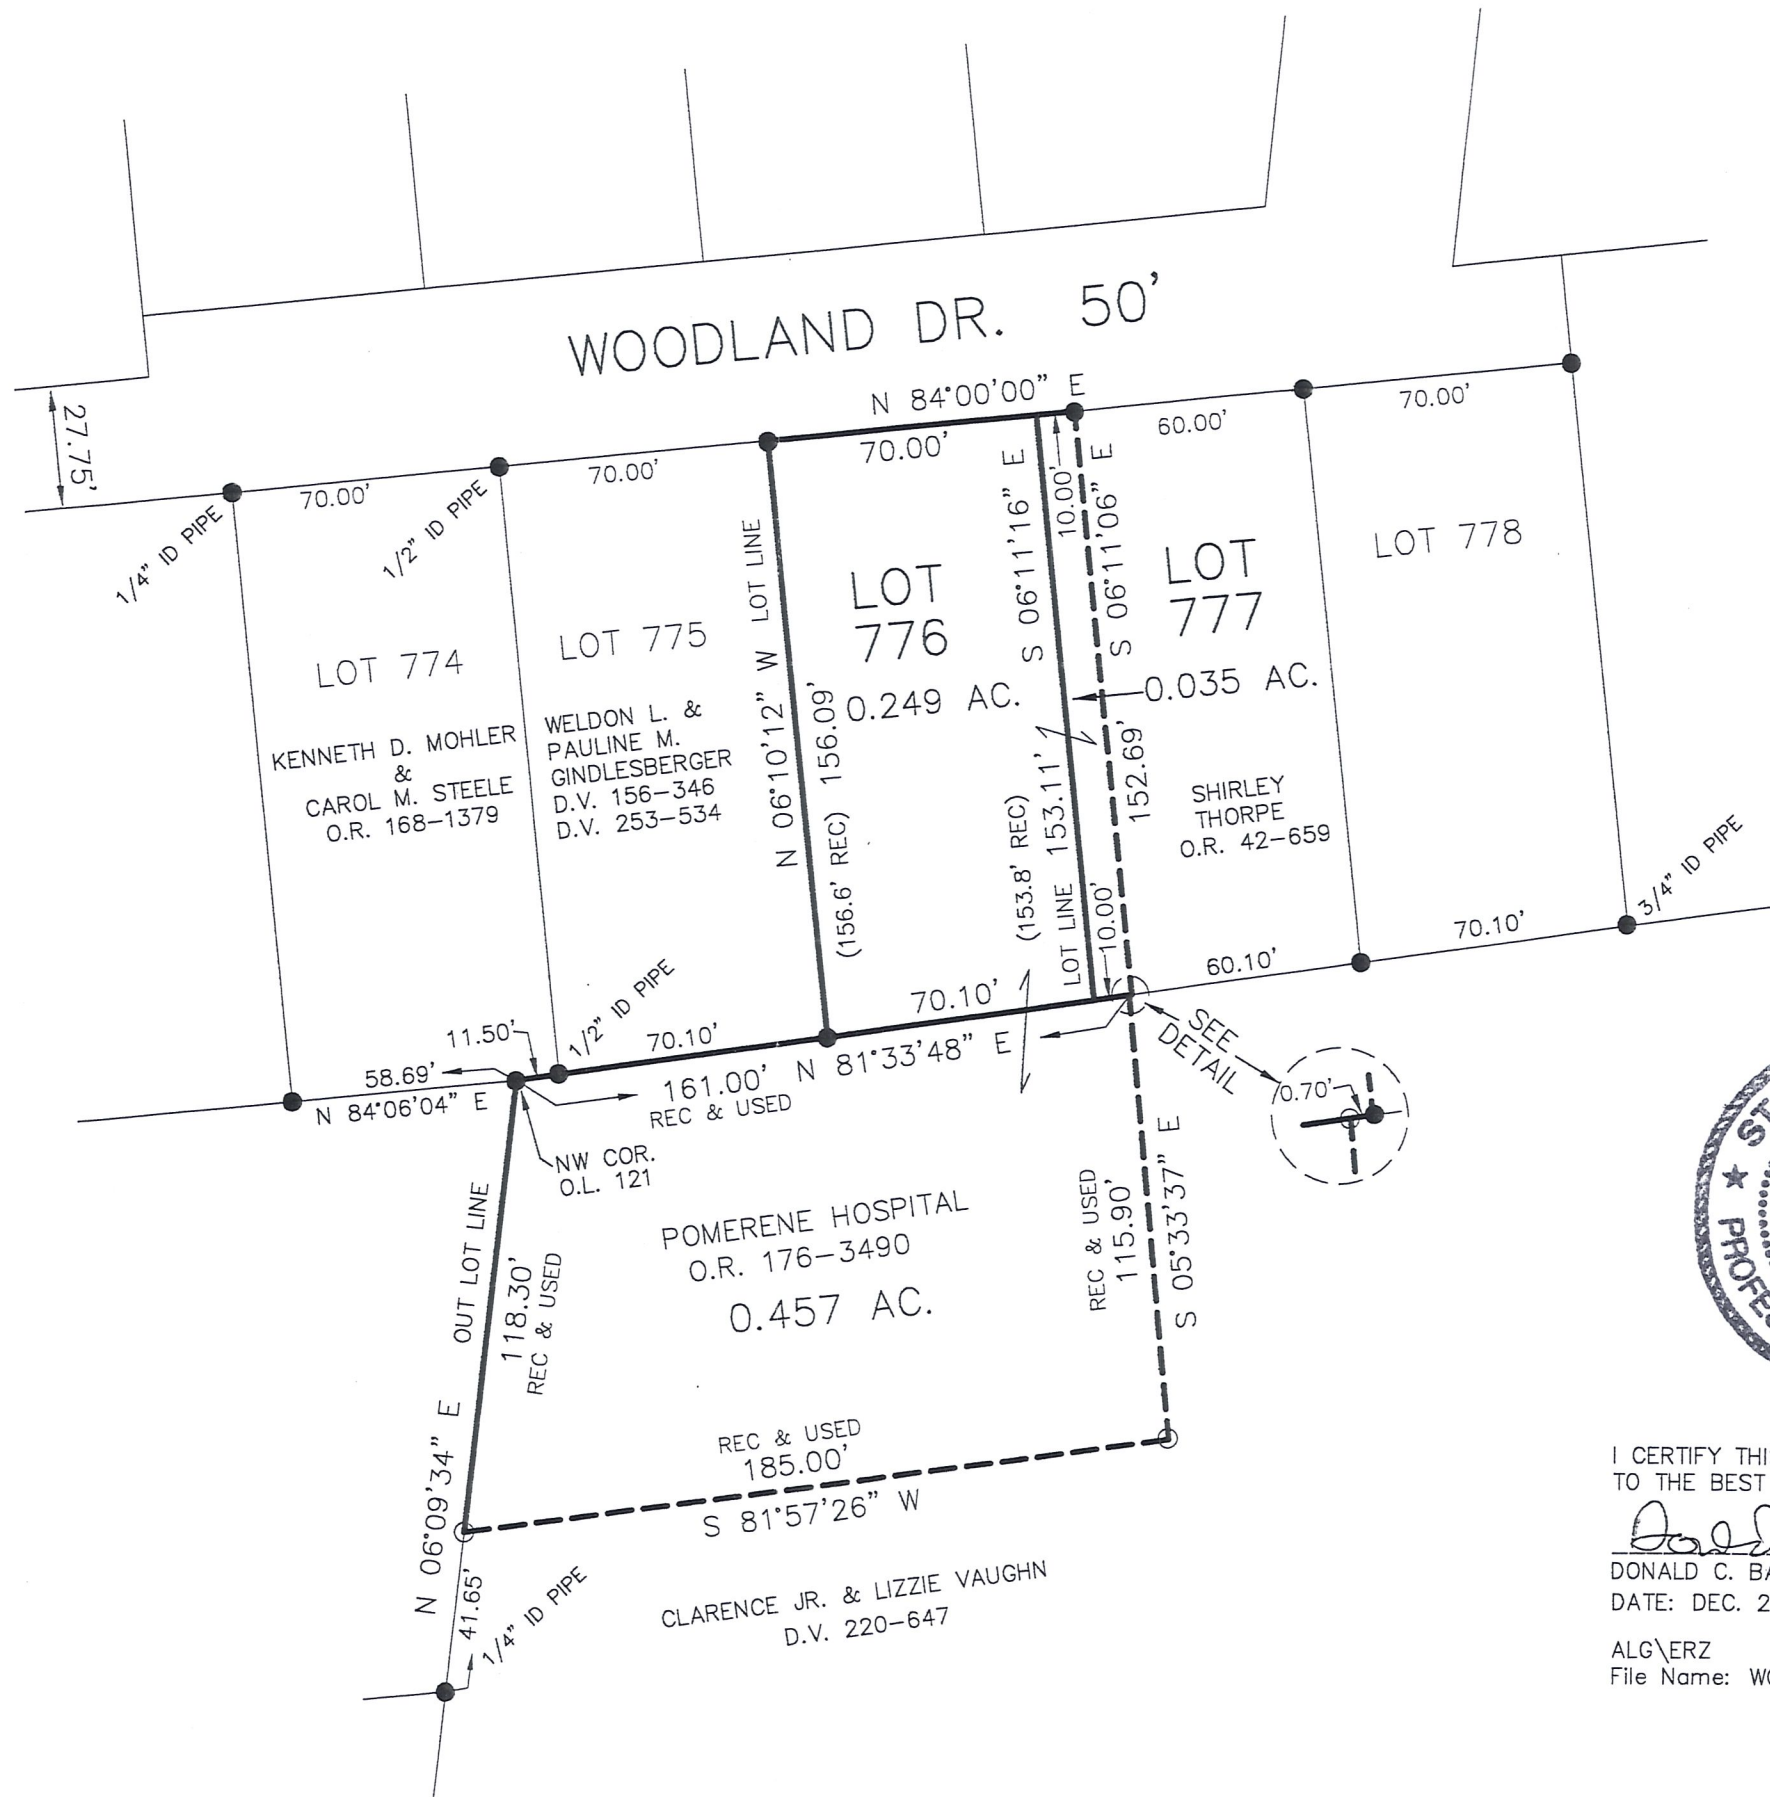 WOODLAND DR. 50'
27.75'
N 84°00'00" E
70.00'
60.00'
70.00'
70.00'
70.00'
1/4" ID PIPE
1/2" ID PIPE
LOT 774
KENNETH D. MOHLER
&
CAROL M. STEELE
O.R. 168-1379
LOT 775
WELDON L. &
PAULINE M.
GINDLESBERGER
D.V. 156-346
D.V. 253-534
N 06°10'12" W LOT LINE
(156.6' REC) 156.09'
LOT
776
0.249 AC.
S 06°11'16" E
(153.8' REC)
LOT LINE 153.11'
10.00'
10.00'
S 06°11'06" E
152.69'
LOT
777
0.035 AC.
SHIRLEY
THORPE
O.R. 42-659
LOT 778
3/4" ID PIPE
70.10'
60.10'
70.10'
70.10'
1/2" ID PIPE
11.50'
58.69'
N 84°06'04" E
161.00' N 81°33'48" E
REC & USED
SEE
DETAIL
0.70'
NW COR.
O.L. 121
POMERENE HOSPITAL
O.R. 176-3490
0.457 AC.
OUT LOT LINE
118.30'
REC & USED
N 06°09'34" E
REC & USED
115.90'
S 05°33'37" E
REC & USED
185.00'
S 81°57'26" W
41.65'
1/4" ID PIPE
CLARENCE JR. & LIZZIE VAUGHN
D.V. 220-647
ST
★ PROFES
I CERTIFY THI
TO THE BEST
DONALD C. BA
DATE: DEC. 2
ALG\ERZ
File Name: WO